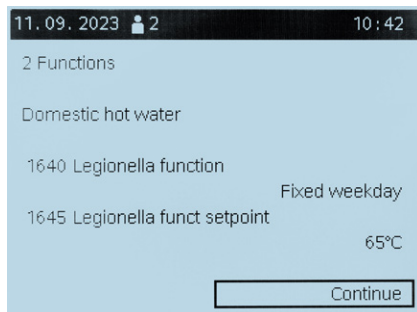 11.09.2023 2 10:42
2 Functions
Domestic hot water
1640 Legionella function
Fixed weekday
1645 Legionella funct setpoint
65°C
Continue